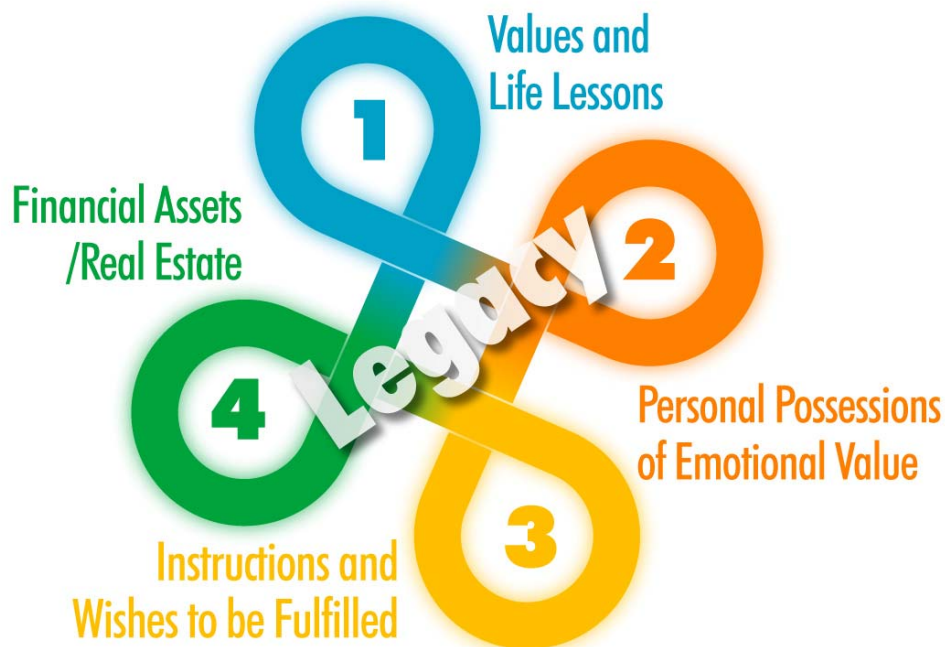 1
Values and
Life Lessons
2
Personal Possessions
of Emotional Value
3
Instructions and
Wishes to be Fulfilled
4
Financial Assets
/Real Estate
Legacy